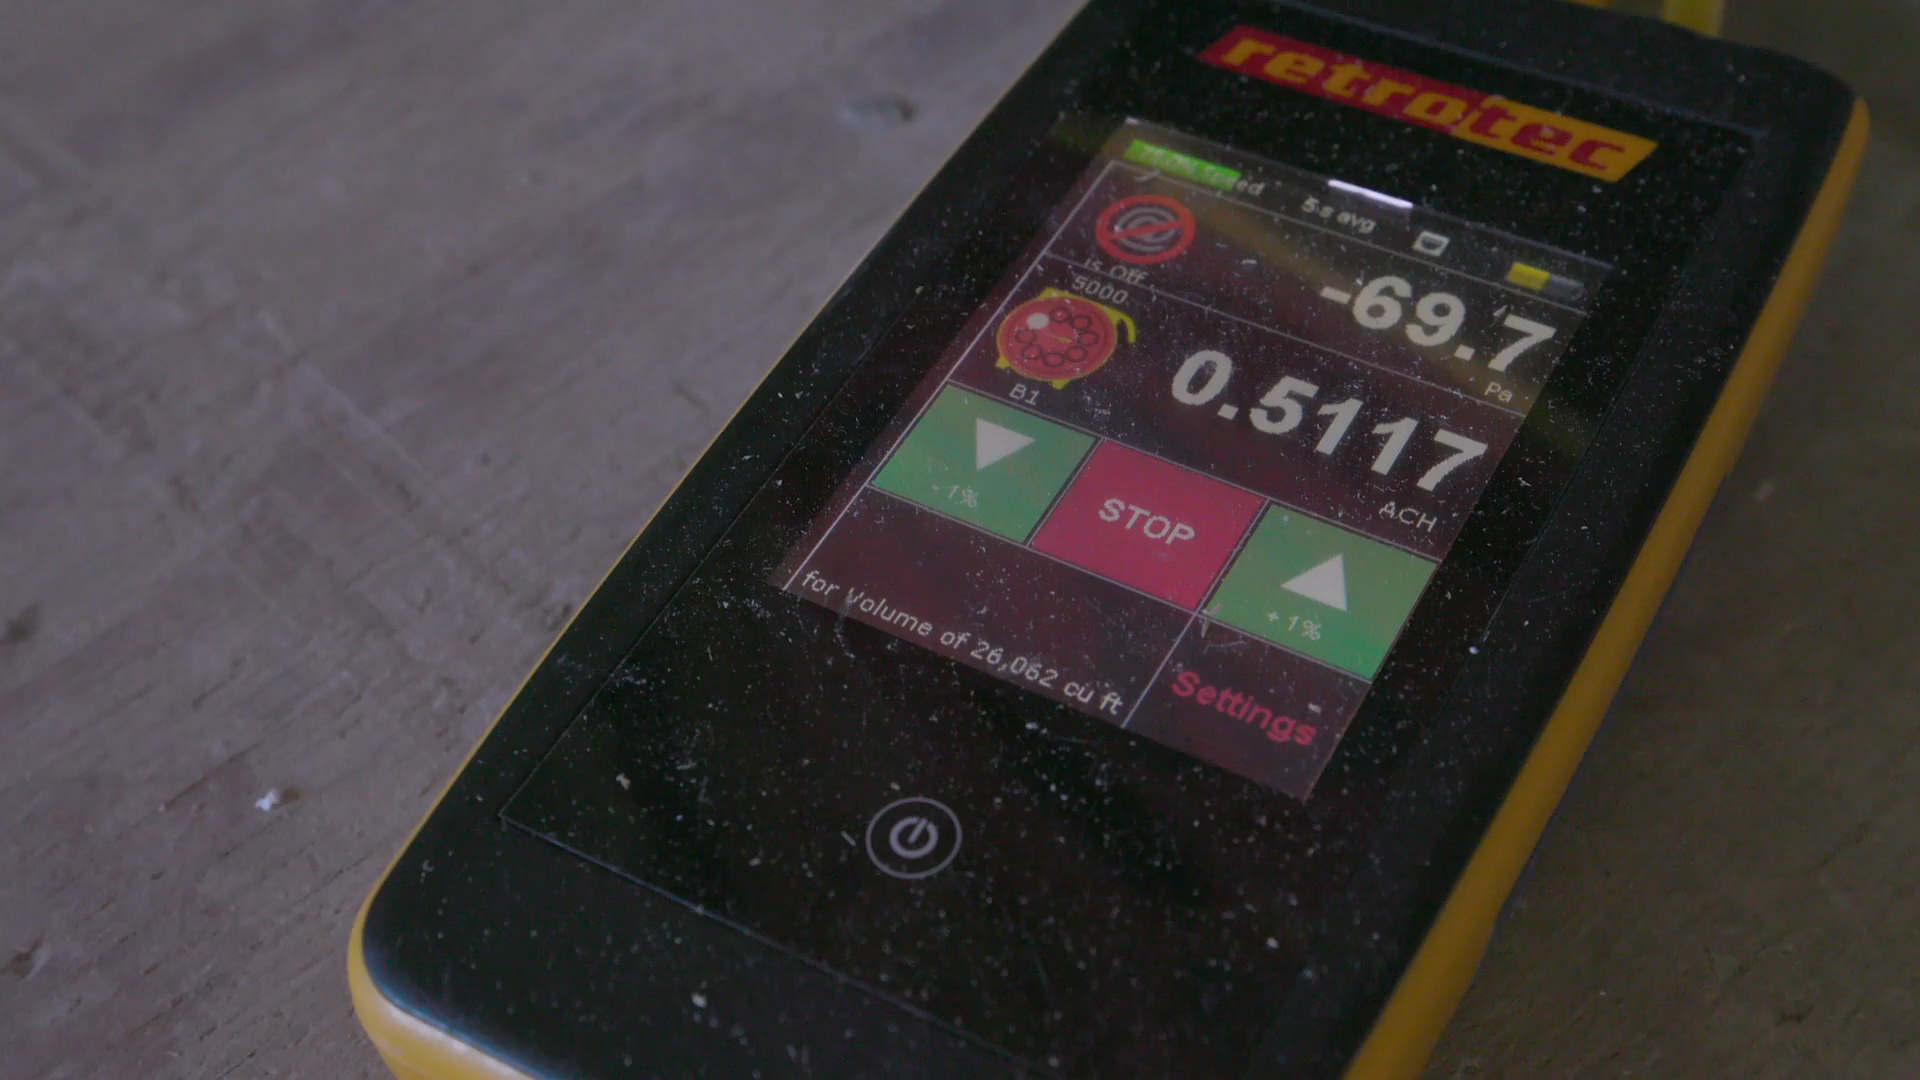 retrotec
Speed
5 s avg
is Off
-69.7
Pa
5000
B1
0.5117
ACH
- 1%
STOP
+ 1%
for Volume of 26,062 cu ft
Settings